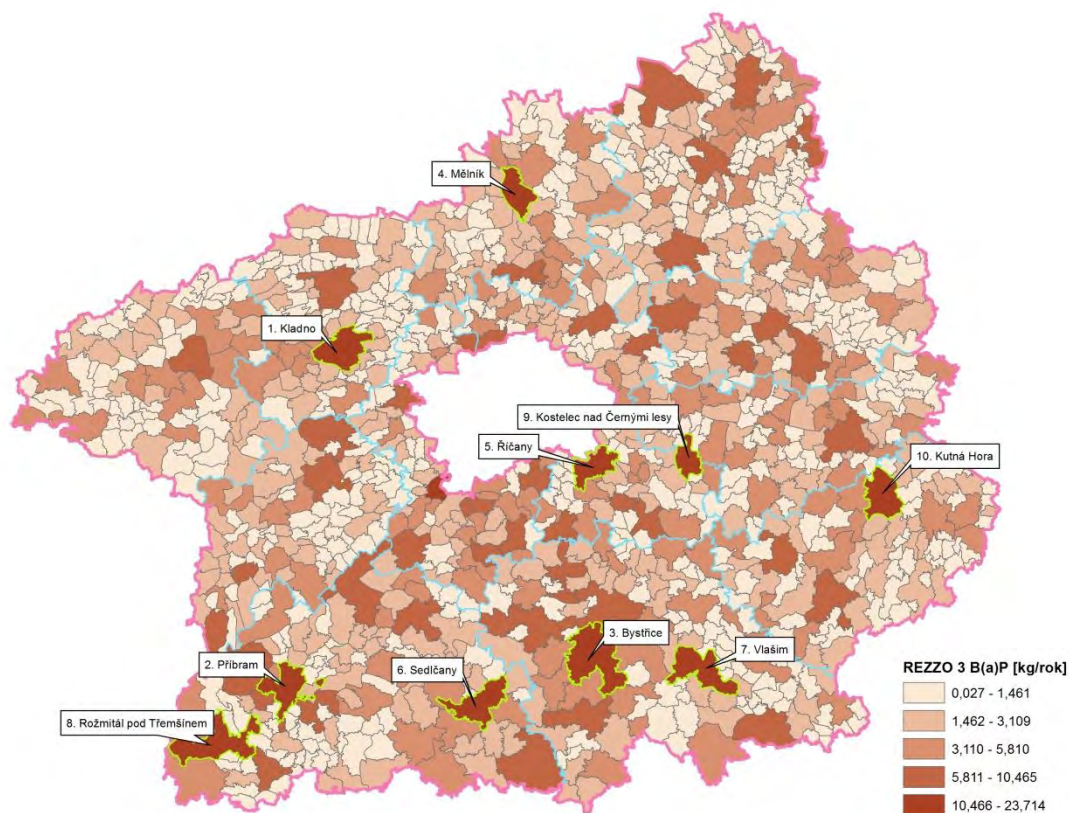 4. Mělník
1. Kladno
9. Kostelec nad Černými lesy
5. Říčany
10. Kutná Hora
3. Bystřice
7. Vlašim
2. Příbram
6. Sedlčany
8. Rožmitál pod Třemšínem
REZZO 3 B(a)P [kg/rok]
0,027 - 1,461
1,462 - 3,109
3,110 - 5,810
5,811 - 10,465
10,466 - 23,714